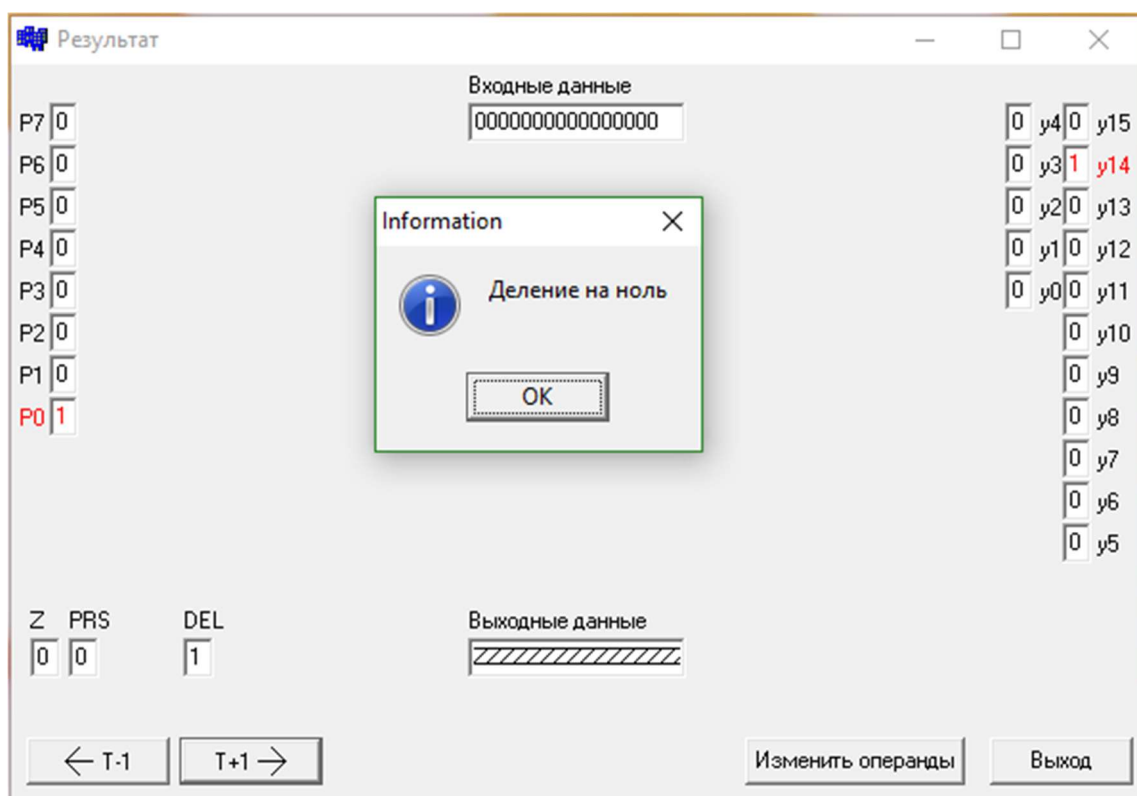 Результат
Входные данные
0000000000000000
P7 0
P6 0
P5 0
P4 0
P3 0
P2 0
P1 0
P0 1
0 y4 0 y15
0 y3 1 y14
0 y2 0 y13
0 y1 0 y12
0 y0 0 y11
0 y10
0 y9
0 y8
0 y7
0 y6
0 y5
Information
Деление на ноль
OK
Z PRS DEL
0 0 1
Выходные данные
← T-1
T+1 →
Изменить операнды
Выход